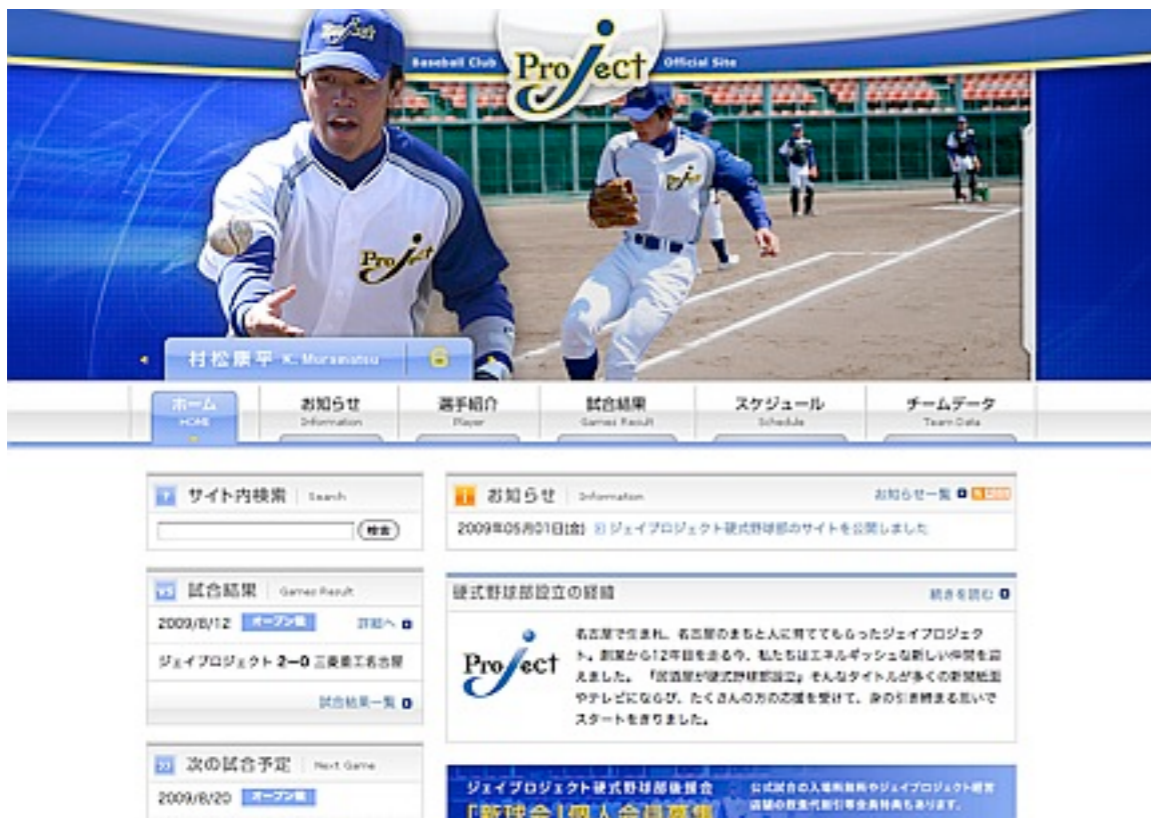 Project
Baseball Club
Project
Official Site
Project
村松康平 K. Muramatsu 6
ホーム
HOME
お知らせ
Information
選手紹介
Player
試合結果
Games Result
スケジュール
Schedule
チームデータ
Team Data
サイト内検索 Search
検索
お知らせ Information
お知らせ一覧
2009年05月01日(金) ジェイプロジェクト硬式野球部のサイトを公開しました
VS 試合結果 Games Result
2009/8/12 オープン戦 詳細へ
ジェイプロジェクト 2−0 三菱重工名古屋
試合結果一覧
硬式野球部設立の経緯
続きを読む
Project
名古屋で生まれ、名古屋のまちと人に育ててもらったジェイプロジェク
ト。創業から12年目を走る今、私たちはエネルギッシュな新しい仲間を迎
えました。「居酒屋が硬式野球部設立」そんなタイトルが多くの新聞紙面
やテレビにならび、たくさんの方の応援を受けて、身の引き締まる思いで
スタートをきりました。
次の試合予定 Next Game
2009/8/20 オープン戦
ジェイプロジェクト硬式野球部後援会
「新球会」個人会員募集
公式試合の入場料無料やジェイプロジェクト経営
店舗の飲食代割引等会員特典もあります。